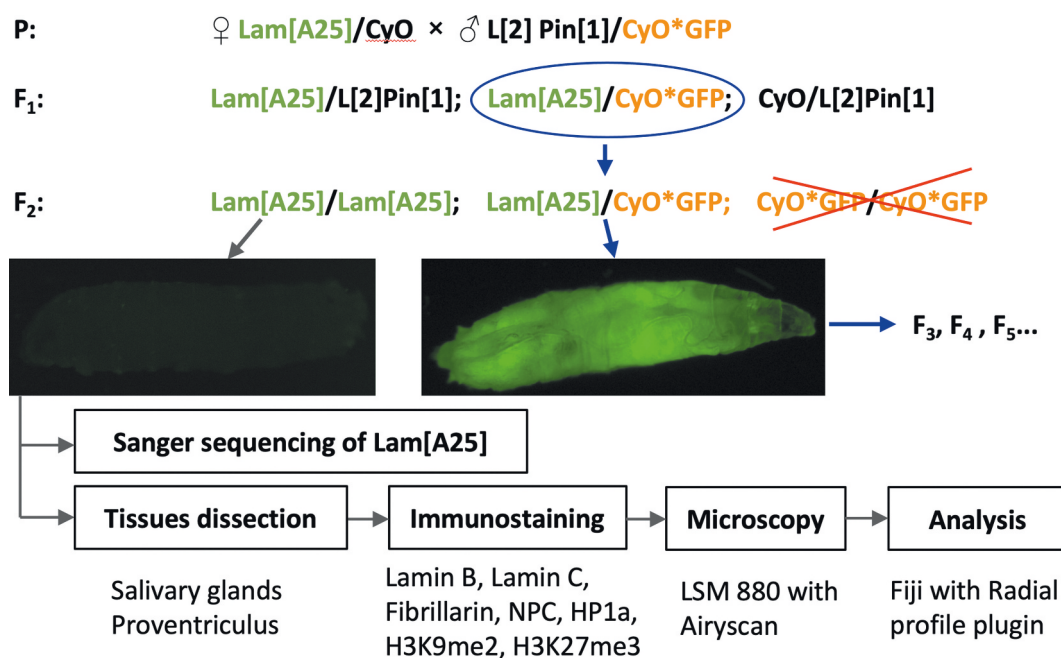 P: ♀ Lam[A25]/CyO × ♂ L[2] Pin[1]/CyO*GFP
F1: Lam[A25]/L[2]Pin[1]; Lam[A25]/CyO*GFP; CyO/L[2]Pin[1]
F2: Lam[A25]/Lam[A25]; Lam[A25]/CyO*GFP; CyO*GFP/CyO*GFP
F3, F4 , F5...
Sanger sequencing of Lam[A25]
Tissues dissection
Immunostaining
Microscopy
Analysis
Salivary glands
Proventriculus
Lamin B, Lamin C,
Fibrillarin, NPC, HP1a,
H3K9me2, H3K27me3
LSM 880 with
Airyscan
Fiji with Radial
profile plugin